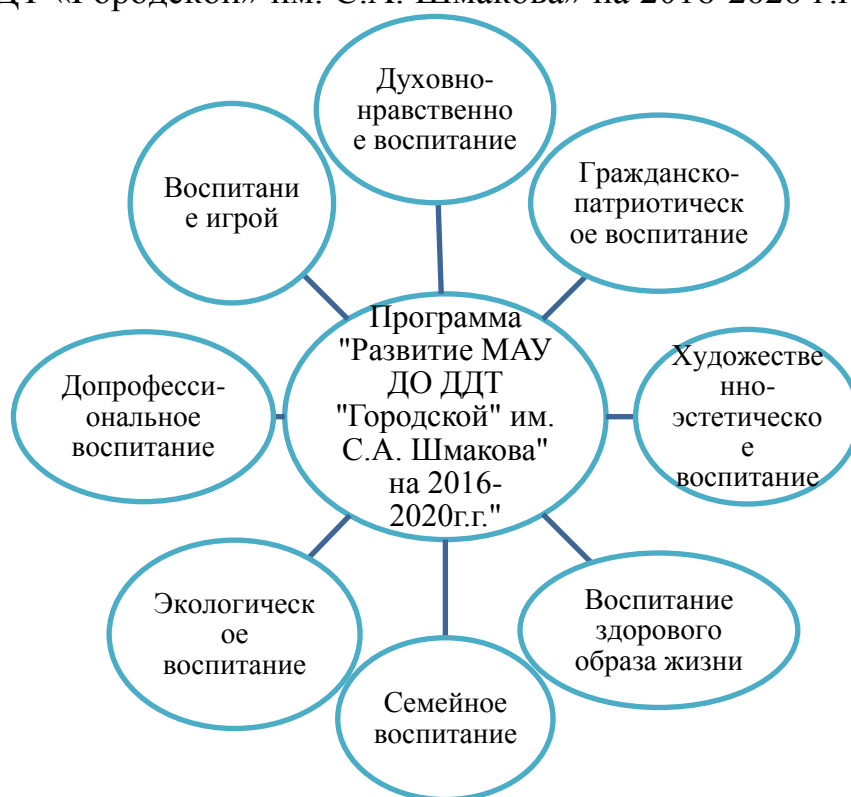 ДТ «Городской» им. С.А. Шмакова» на 2016-2020 г.г
Духовно-
нравственно
е воспитание
Гражданско-
патриотическ
ое воспитание
Художестве
нно-
эстетическо
е
воспитание
Воспитание
здорового
образа жизни
Семейное
воспитание
Экологическ
ое
воспитание
Допрофесси-
ональное
воспитание
Воспитани
е игрой
Программа
"Развитие МАУ
ДО ДДТ
"Городской" им.
С.А. Шмакова"
на 2016-
2020г.г."